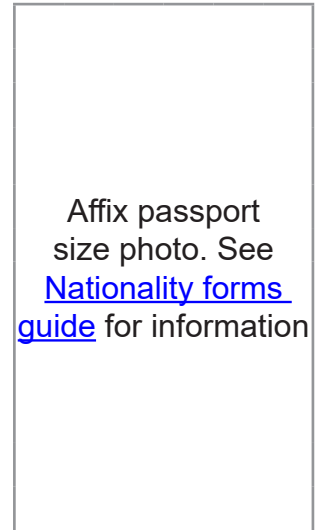 Affix passport
size photo. See
Nationality forms
guide for information